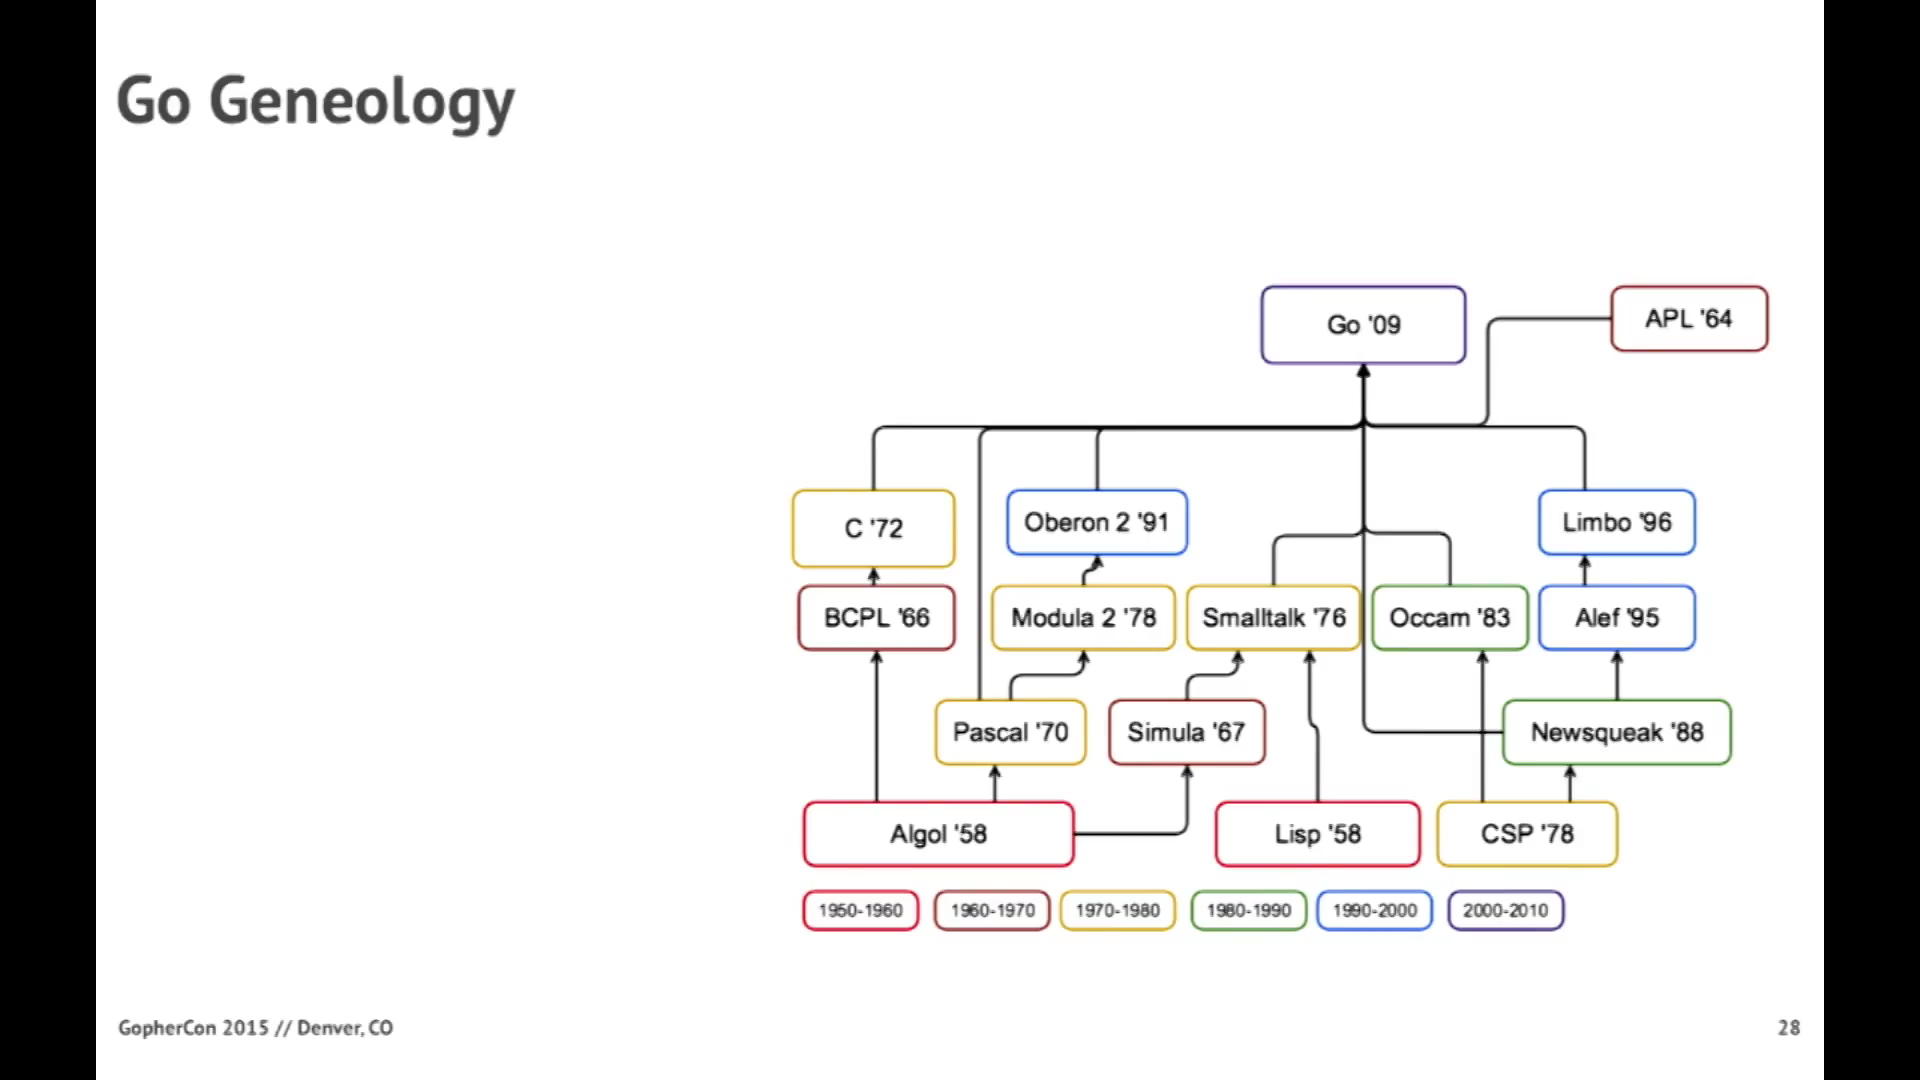 Go Geneology
Go '09
APL '64
C '72
Oberon 2 '91
Limbo '96
BCPL '66
Modula 2 '78
Smalltalk '76
Occam '83
Alef '95
Pascal '70
Simula '67
Newsqueak '88
Algol '58
Lisp '58
CSP '78
1950-1960
1960-1970
1970-1980
1980-1990
1990-2000
2000-2010
GopherCon 2015 // Denver, CO
28